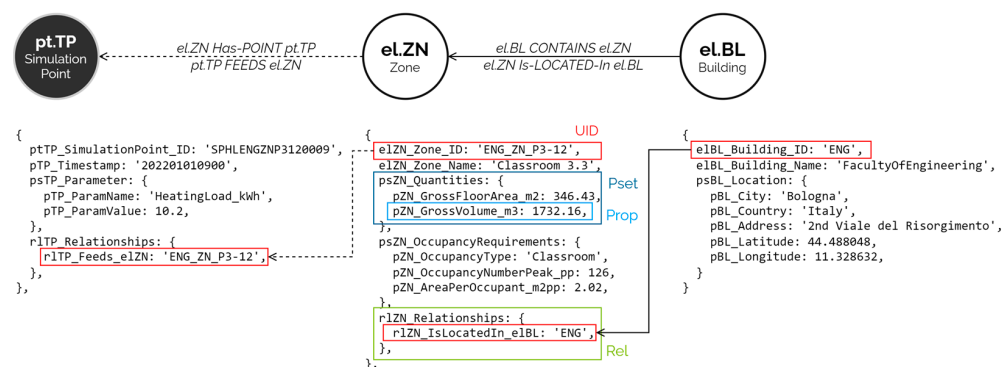 pt.TP
Simulation
Point
el.ZN Has-POINT pt.TP
pt.TP FEEDS el.ZN
el.ZN
Zone
el.BL CONTAINS el.ZN
el.ZN Is-LOCATED-In el.BL
el.BL
Building
{
ptTP_SimulationPoint_ID: 'SPHLENGZNP3120009',
pTP_Timestamp: '202201010900',
psTP_Parameter: {
pTP_ParamName: 'HeatingLoad_kWh',
pTP_ParamValue: 10.2,
},
rlTP_Relationships: {
rlTP_Feeds_elZN: 'ENG_ZN_P3-12',
},
}
UID
{
elZN_Zone_ID: 'ENG_ZN_P3-12',
elZN_Zone_Name: 'Classroom 3.3',
psZN_Quantities: {
pZN_GrossFloorArea_m2: 346.43,
pZN_GrossVolume_m3: 1732.16,
},
Pset
Prop
psZN_OccupancyRequirements: {
pZN_OccupancyType: 'Classroom',
pZN_OccupancyNumberPeak_pp: 126,
pZN_AreaPerOccupant_m2pp: 2.02,
},
rlZN_Relationships: {
rlZN_IsLocatedIn_elBL: 'ENG',
},
Rel
},
{
elBL_Building_ID: 'ENG',
elBL_Building_Name: 'FacultyOfEngineering',
psBL_Location: {
pBL_City: 'Bologna',
pBL_Country: 'Italy',
pBL_Address: '2nd Viale del Risorgimento',
pBL_Latitude: 44.488048,
pBL_Longitude: 11.328632,
}
}